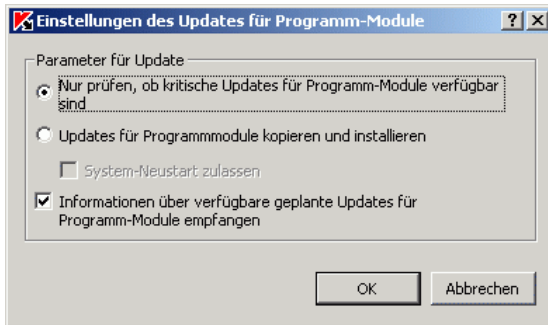 Einstellungen des Updates für Programm-Module
Parameter für Update
Nur prüfen, ob kritische Updates für Programm-Module verfügbar
sind
Updates für Programmmodule kopieren und installieren
System-Neustart zulassen
Informationen über verfügbare geplante Updates für
Programm-Module empfangen
OK
Abbrechen